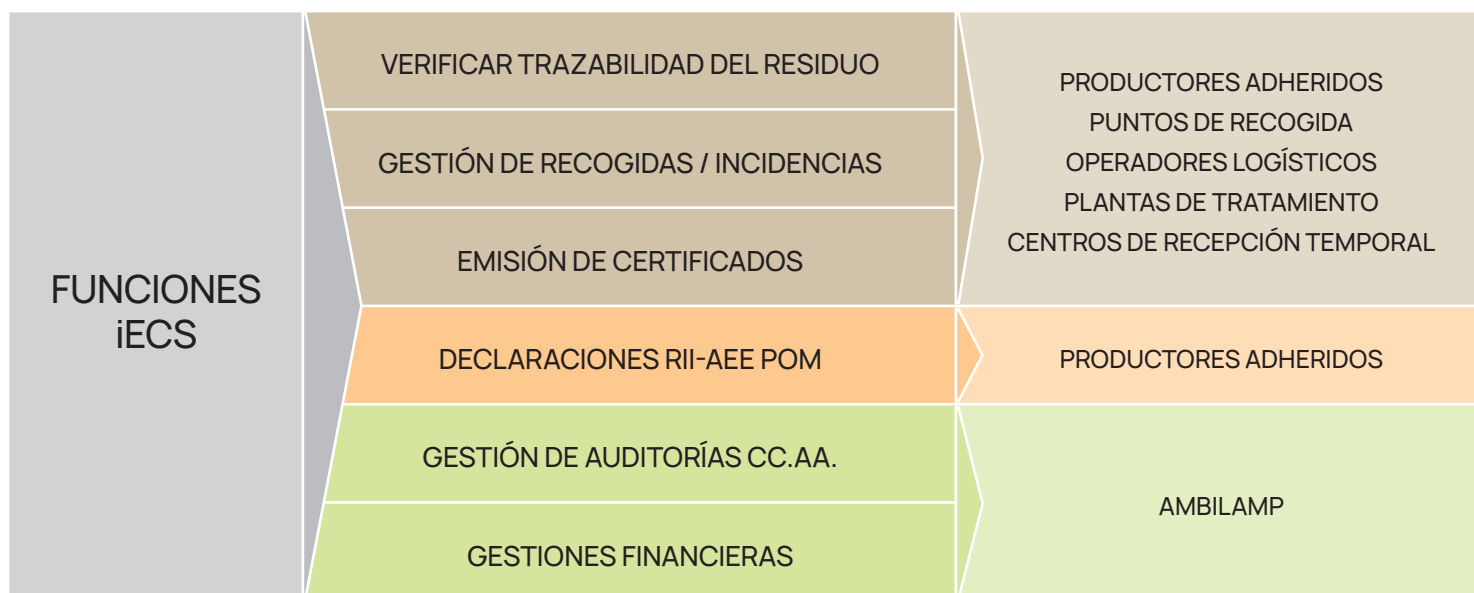 FUNCIONES
iECS
VERIFICAR TRAZABILIDAD DEL RESIDUO
GESTIÓN DE RECOGIDAS / INCIDENCIAS
EMISIÓN DE CERTIFICADOS
DECLARACIONES RII-AEE POM
GESTIÓN DE AUDITORÍAS CC.AA.
GESTIONES FINANCIERAS
PRODUCTORES ADHERIDOS
PUNTOS DE RECOGIDA
OPERADORES LOGÍSTICOS
PLANTAS DE TRATAMIENTO
CENTROS DE RECEPCIÓN TEMPORAL
PRODUCTORES ADHERIDOS
AMBILAMP